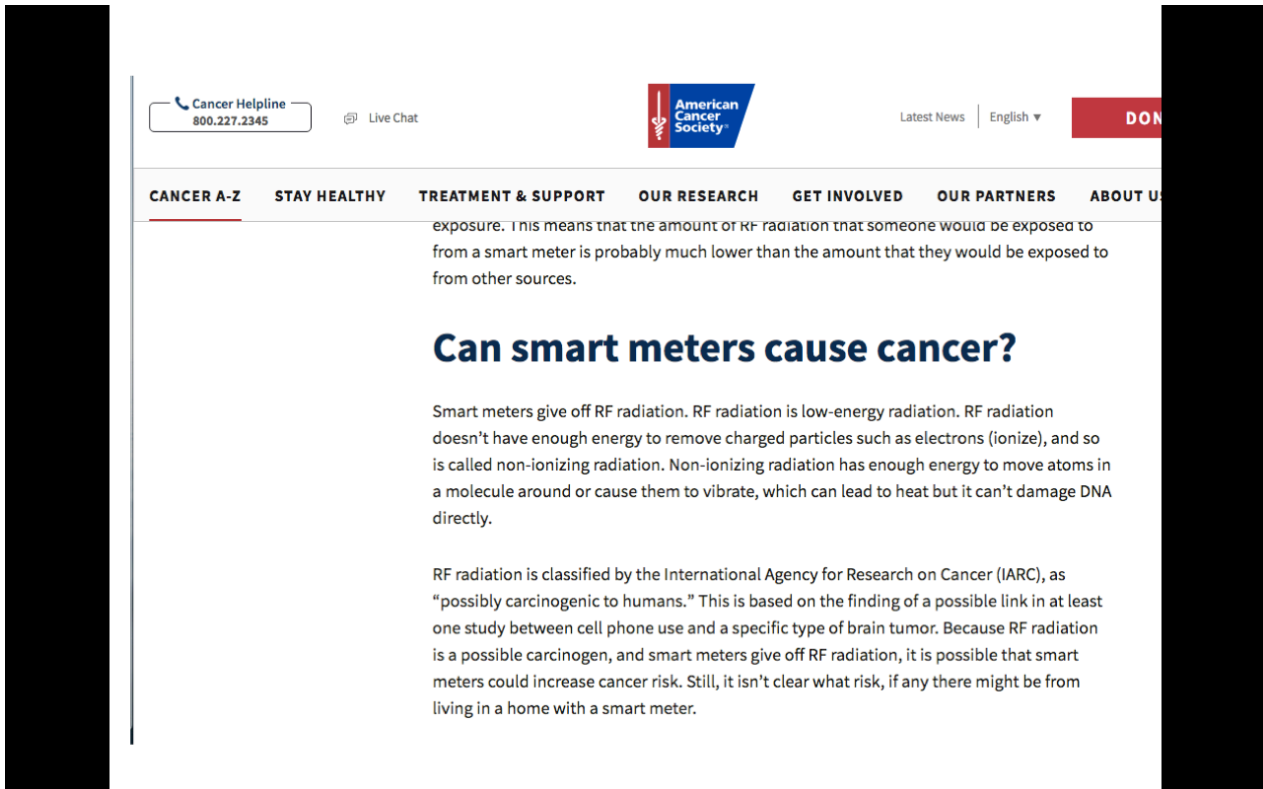 Cancer Helpline
800.227.2345
Live Chat
American
Cancer
Society®
Latest News
English ▼
DON
CANCER A-Z STAY HEALTHY TREATMENT & SUPPORT OUR RESEARCH GET INVOLVED OUR PARTNERS ABOUT US
exposure. This means that the amount of RF radiation that someone would be exposed to
from a smart meter is probably much lower than the amount that they would be exposed to
from other sources.
Can smart meters cause cancer?
Smart meters give off RF radiation. RF radiation is low-energy radiation. RF radiation
doesn’t have enough energy to remove charged particles such as electrons (ionize), and so
is called non-ionizing radiation. Non-ionizing radiation has enough energy to move atoms in
a molecule around or cause them to vibrate, which can lead to heat but it can’t damage DNA
directly.
RF radiation is classified by the International Agency for Research on Cancer (IARC), as
“possibly carcinogenic to humans.” This is based on the finding of a possible link in at least
one study between cell phone use and a specific type of brain tumor. Because RF radiation
is a possible carcinogen, and smart meters give off RF radiation, it is possible that smart
meters could increase cancer risk. Still, it isn’t clear what risk, if any there might be from
living in a home with a smart meter.